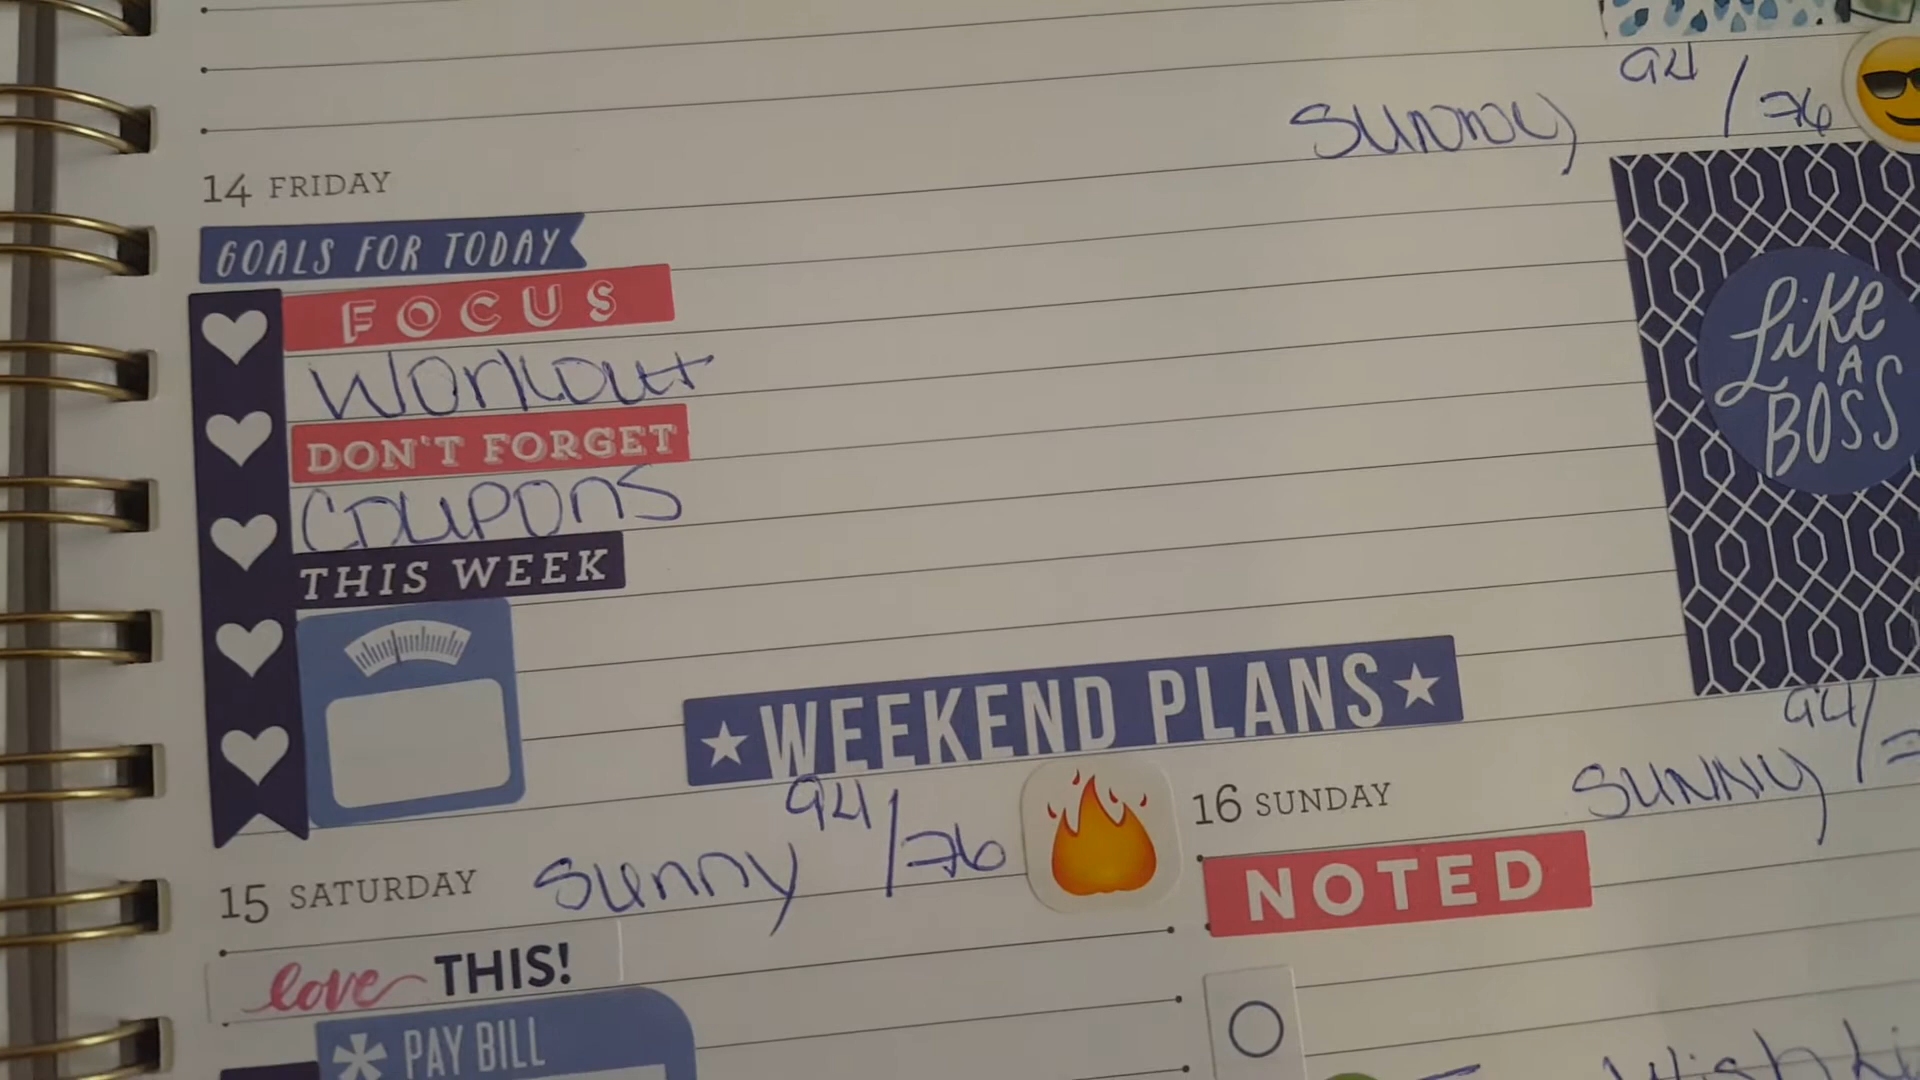 94/76
Sunny
14 FRIDAY
GOALS FOR TODAY
FOCUS
Workout
DON'T FORGET
Coupons
THIS WEEK
Like
A
BOSS
WEEKEND PLANS
15 SATURDAY
Sunny 94/76
love THIS!
PAY BILL
16 SUNDAY
SUNNY 94/7
NOTED